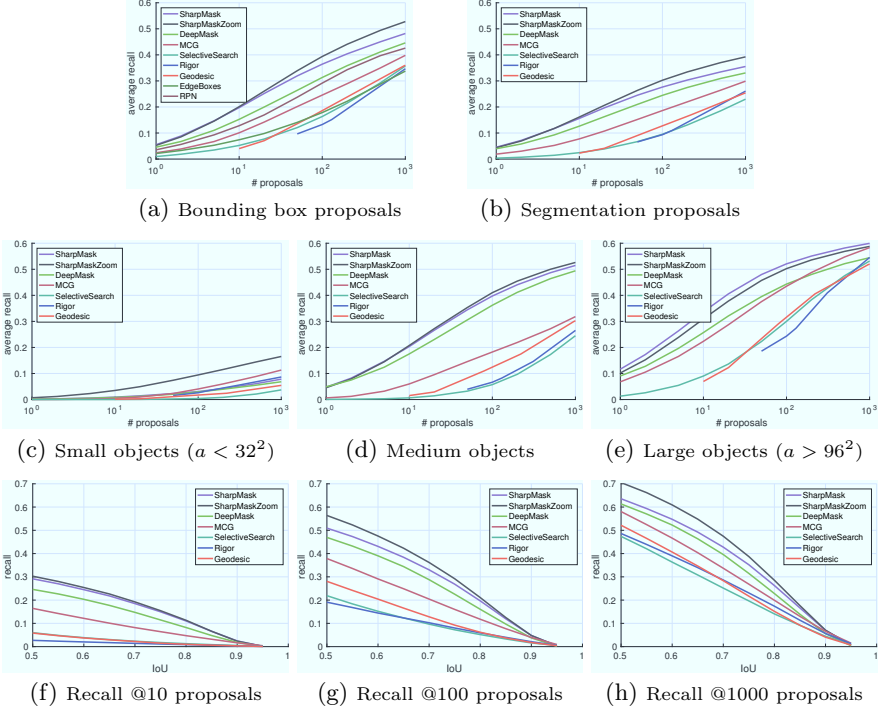 0.6
0.5
0.4
0.3
0.2
0.1
0
average recall
SharpMask
SharpMaskZoom
DeepMask
MCG
SelectiveSearch
Rigor
Geodesic
EdgeBoxes
RPN
10^0 10^1 10^2 10^3
# proposals
(a) Bounding box proposals
0.6
0.5
0.4
0.3
0.2
0.1
0
average recall
SharpMask
SharpMaskZoom
DeepMask
MCG
SelectiveSearch
Rigor
Geodesic
10^0 10^1 10^2 10^3
# proposals
(b) Segmentation proposals
0.6
0.5
0.4
0.3
0.2
0.1
0
average recall
SharpMask
SharpMaskZoom
DeepMask
MCG
SelectiveSearch
Rigor
Geodesic
10^0 10^1 10^2 10^3
# proposals
(c) Small objects (a < 32²)
0.6
0.5
0.4
0.3
0.2
0.1
0
average recall
SharpMask
SharpMaskZoom
DeepMask
MCG
SelectiveSearch
Rigor
Geodesic
10^0 10^1 10^2 10^3
# proposals
(d) Medium objects
0.6
0.5
0.4
0.3
0.2
0.1
0
average recall
SharpMask
SharpMaskZoom
DeepMask
MCG
SelectiveSearch
Rigor
Geodesic
10^0 10^1 10^2 10^3
# proposals
(e) Large objects (a > 96²)
0.7
0.6
0.5
0.4
0.3
0.2
0.1
0
recall
SharpMask
SharpMaskZoom
DeepMask
MCG
SelectiveSearch
Rigor
Geodesic
0.5 0.6 0.7 0.8 0.9 1
IoU
(f) Recall @10 proposals
0.7
0.6
0.5
0.4
0.3
0.2
0.1
0
recall
SharpMask
SharpMaskZoom
DeepMask
MCG
SelectiveSearch
Rigor
Geodesic
0.5 0.6 0.7 0.8 0.9 1
IoU
(g) Recall @100 proposals
0.7
0.6
0.5
0.4
0.3
0.2
0.1
0
recall
SharpMask
SharpMaskZoom
DeepMask
MCG
SelectiveSearch
Rigor
Geodesic
0.5 0.6 0.7 0.8 0.9 1
IoU
(h) Recall @1000 proposals